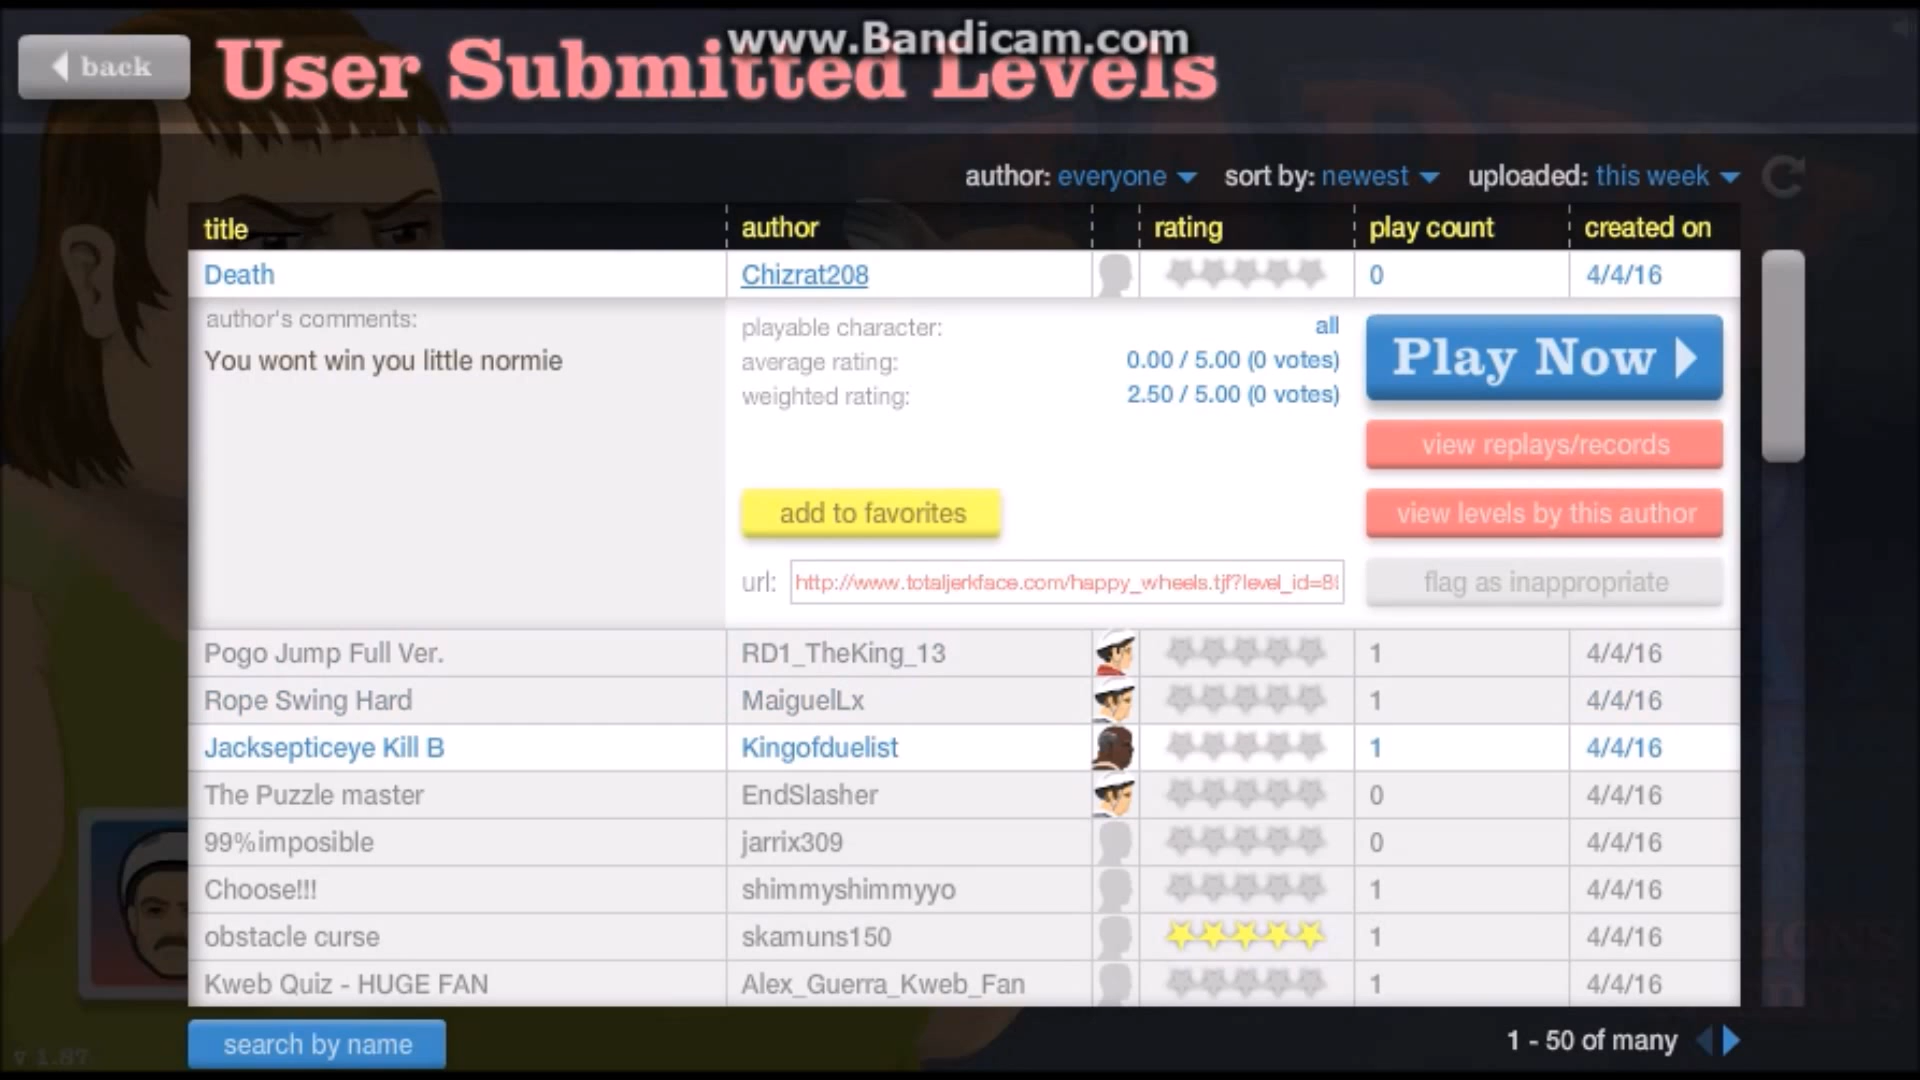 www.Bandicam.com
back
User Submitted Levels
author: everyone sort by: newest uploaded: this week
title author rating play count created on
Death Chizrat208 0 4/4/16
author's comments:
You wont win you little normie
playable character: all
average rating: 0.00 / 5.00 (0 votes)
weighted rating: 2.50 / 5.00 (0 votes)
Play Now
view replays/records
add to favorites
view levels by this author
url: http://www.totaljerkface.com/happy_wheels.tjf?level_id=8
flag as inappropriate
Pogo Jump Full Ver. RD1_TheKing_13 1 4/4/16
Rope Swing Hard MaiguelLx 1 4/4/16
Jacksepticeye Kill B Kingofduelist 1 4/4/16
The Puzzle master EndSlasher 0 4/4/16
99%imposible jarrix309 0 4/4/16
Choose!!! shimmyshimmyyo 1 4/4/16
obstacle curse skamuns150 1 4/4/16
Kweb Quiz - HUGE FAN Alex_Guerra_Kweb_Fan 1 4/4/16
search by name
1 - 50 of many
v 1.87